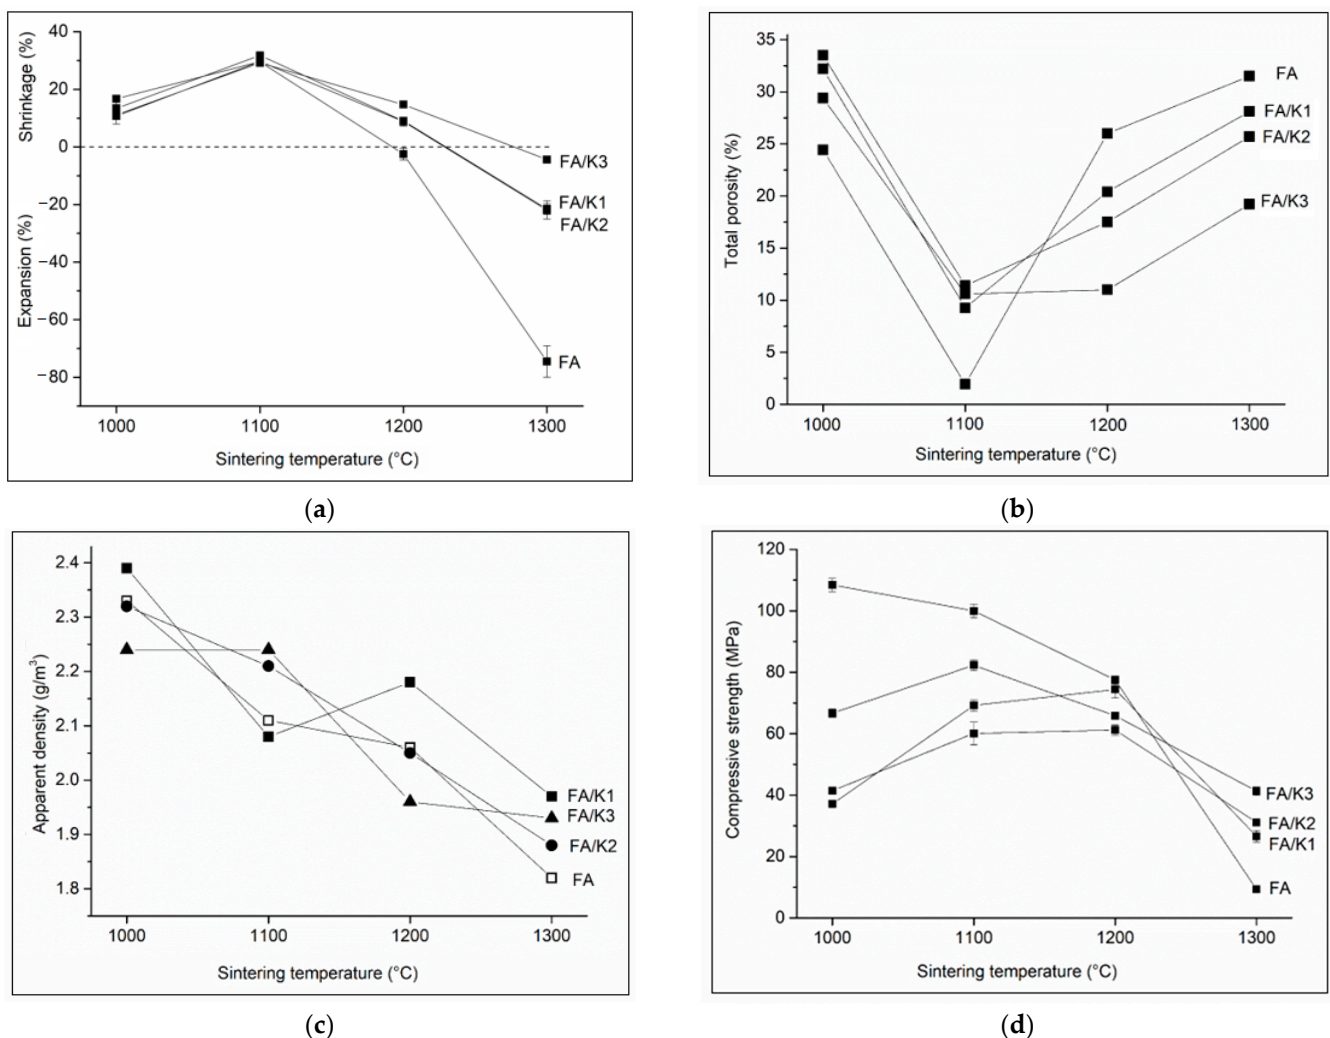 40
20
0
−20
−40
−60
−80
Shrinkage (%)
Expansion (%)
FA/K3
FA/K1
FA/K2
FA
1000 1100 1200 1300
Sintering temperature (°C)
(a)
35
30
25
20
15
10
5
0
Total porosity (%)
FA
FA/K1
FA/K2
FA/K3
1000 1100 1200 1300
Sintering temperature (°C)
(b)
2.4
2.3
2.2
2.1
2.0
1.9
1.8
Apparent density (g/m³)
FA/K1
FA/K3
FA/K2
FA
1000 1100 1200 1300
Sintering temperature (°C)
(c)
120
100
80
60
40
20
0
Compressive strength (MPa)
FA/K3
FA/K2
FA/K1
FA
1000 1100 1200 1300
Sintering temperature (°C)
(d)